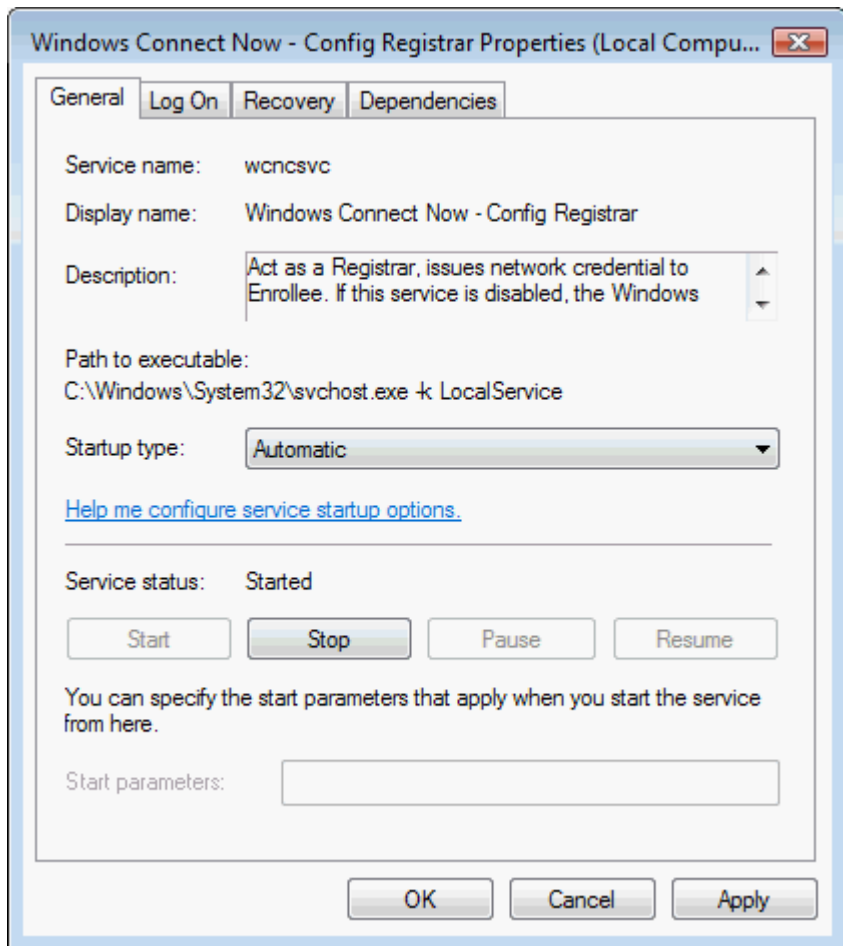 Windows Connect Now - Config Registrar Properties (Local Compu...
General Log On Recovery Dependencies
Service name: wcncsvc
Display name: Windows Connect Now - Config Registrar
Description: Act as a Registrar, issues network credential to
Enrollee. If this service is disabled, the Windows
Path to executable:
C:\Windows\System32\svchost.exe -k LocalService
Startup type: Automatic
Help me configure service startup options.
Service status: Started
Start Stop Pause Resume
You can specify the start parameters that apply when you start the service
from here.
Start parameters:
OK Cancel Apply